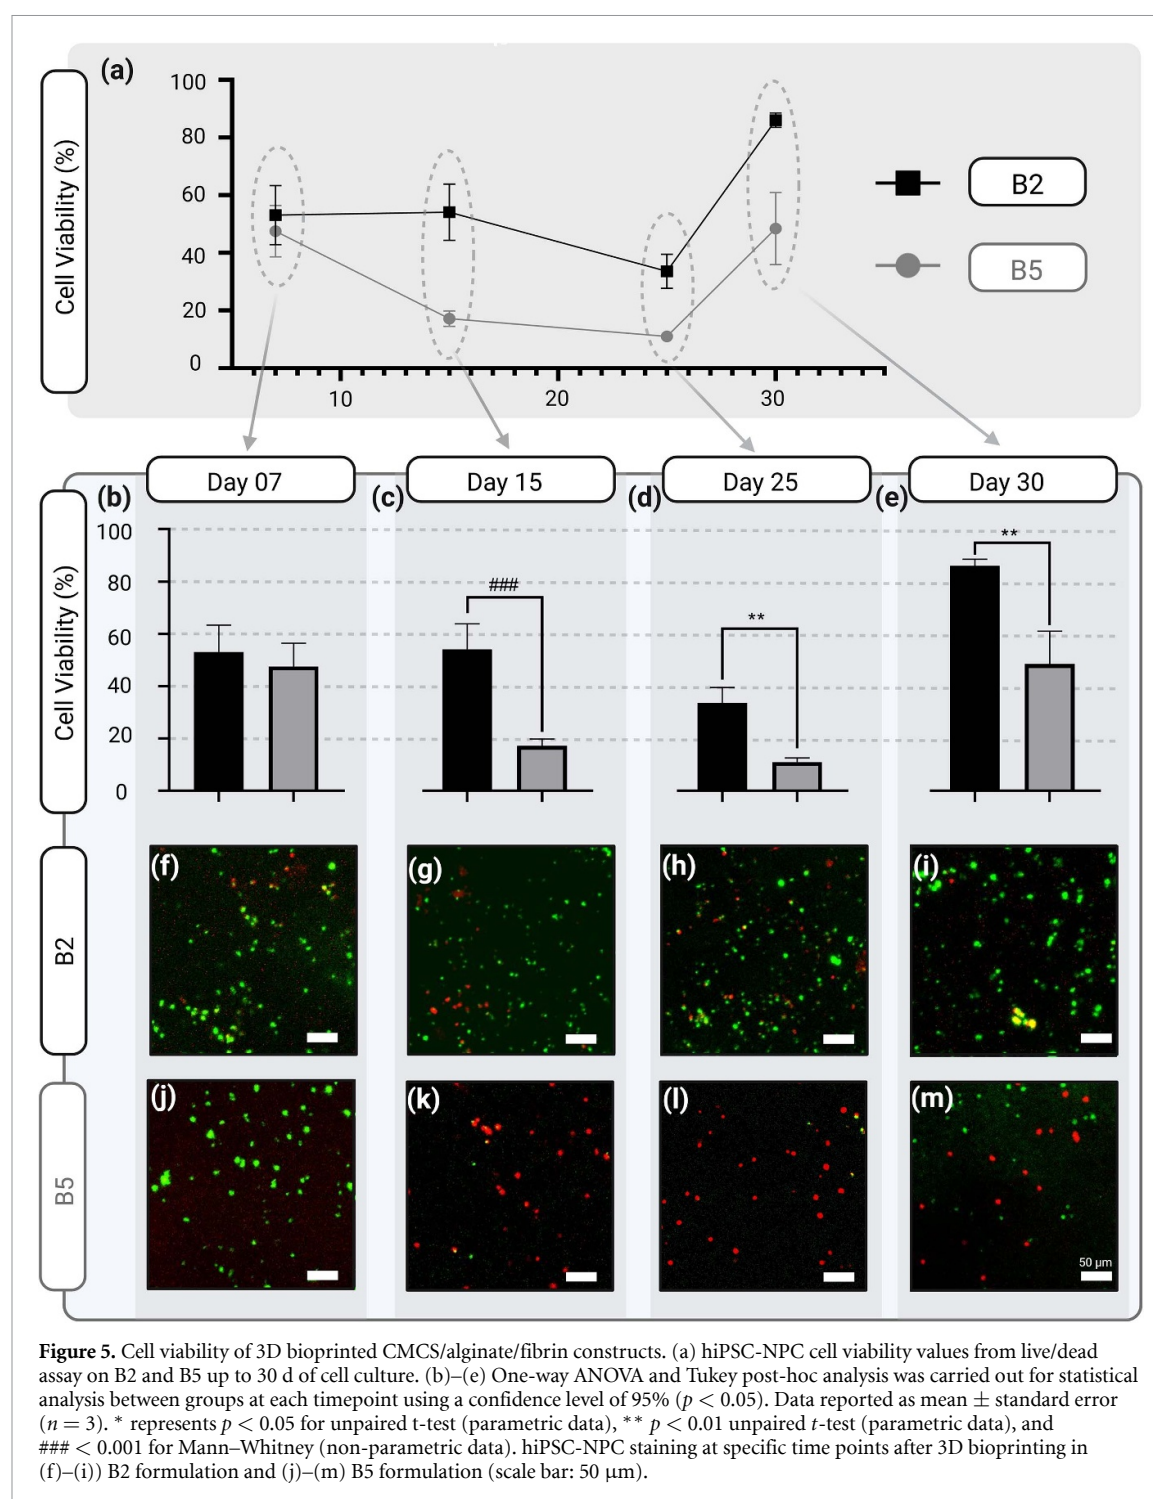 (a)
Cell Viability (%)
100
80
60
40
20
0
10
20
30
B2
B5
Day 07
Day 15
Day 25
Day 30
(b)
(c)
(d)
(e)
Cell Viability (%)
100
80
60
40
20
0
###
**
**
B2
(f)
(g)
(h)
(i)
B5
(j)
(k)
(l)
(m)
50 µm
Figure 5. Cell viability of 3D bioprinted CMCS/alginate/fibrin constructs. (a) hiPSC-NPC cell viability values from live/dead
assay on B2 and B5 up to 30 d of cell culture. (b)–(e) One-way ANOVA and Tukey post-hoc analysis was carried out for statistical
analysis between groups at each timepoint using a confidence level of 95% (p < 0.05). Data reported as mean ± standard error
(n = 3). * represents p < 0.05 for unpaired t-test (parametric data), ** p < 0.01 unpaired t-test (parametric data), and
### < 0.001 for Mann–Whitney (non-parametric data). hiPSC-NPC staining at specific time points after 3D bioprinting in
(f)–(i)) B2 formulation and (j)–(m) B5 formulation (scale bar: 50 µm).